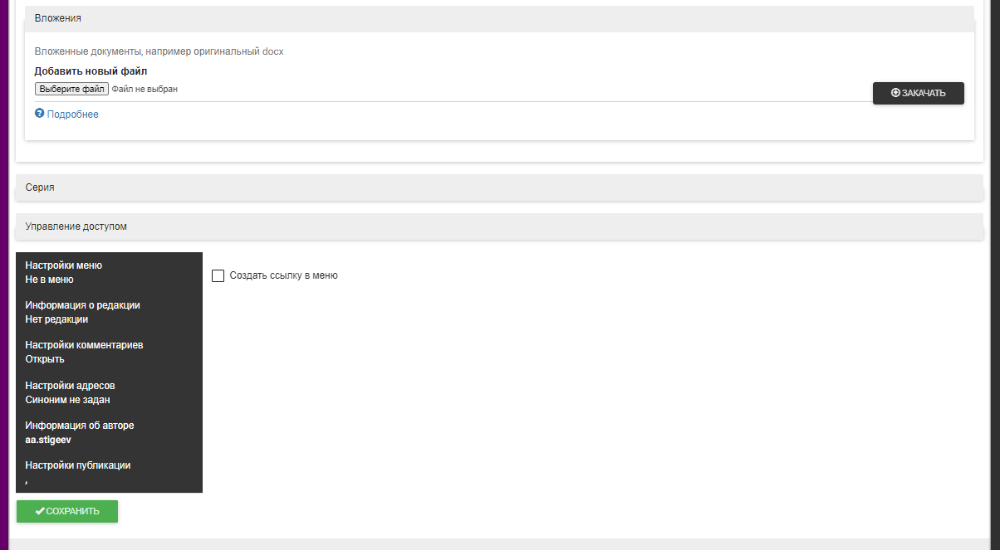 Вложения
Вложенные документы, например оригинальный docx
Добавить новый файл
Выберите файл Файл не выбран
ЗАКАЧАТЬ
Подробнее
Серия
Управление доступом
Настройки меню
Не в меню
Создать ссылку в меню
Информация о редакции
Нет редакции
Настройки комментариев
Открыть
Настройки адресов
Синоним не задан
Информация об авторе
aa.stigeev
Настройки публикации
,
СОХРАНИТЬ